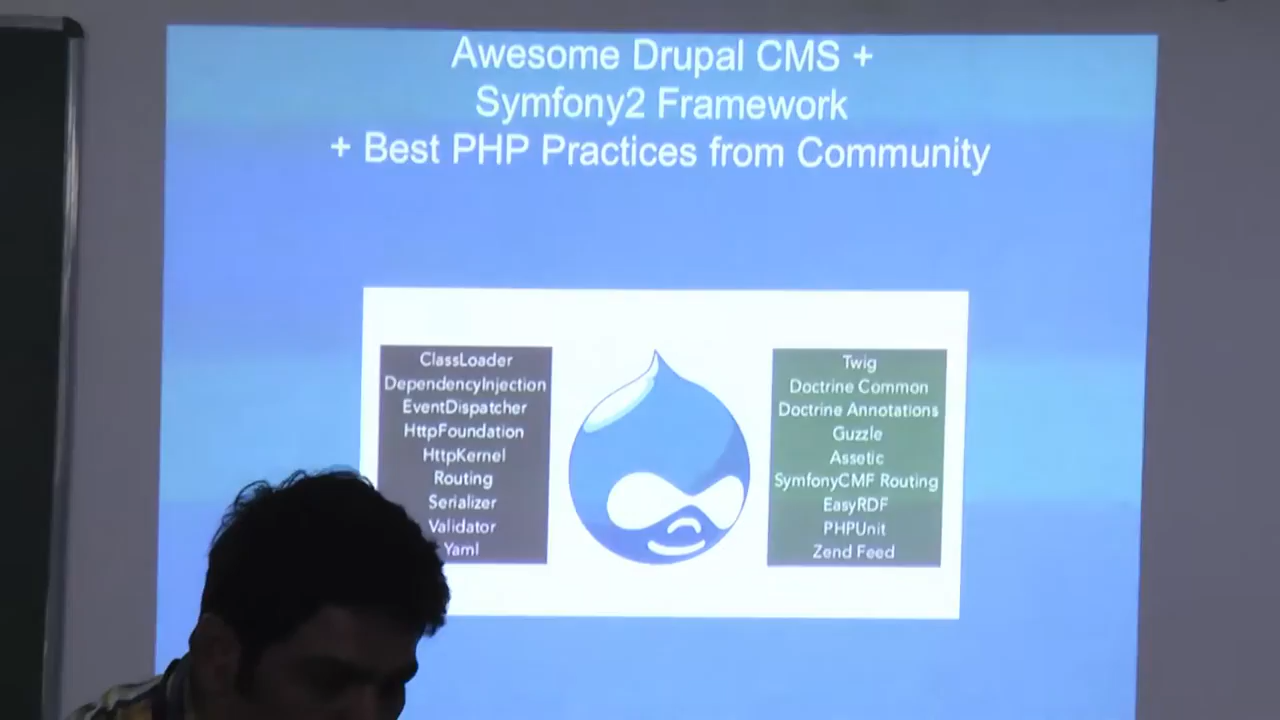 Awesome Drupal CMS +
Symfony2 Framework
+ Best PHP Practices from Community
ClassLoader
DependencyInjection
EventDispatcher
HttpFoundation
HttpKernel
Routing
Serializer
Validator
Yaml
Twig
Doctrine Common
Doctrine Annotations
Guzzle
Assetic
SymfonyCMF Routing
EasyRDF
PHPUnit
Zend Feed